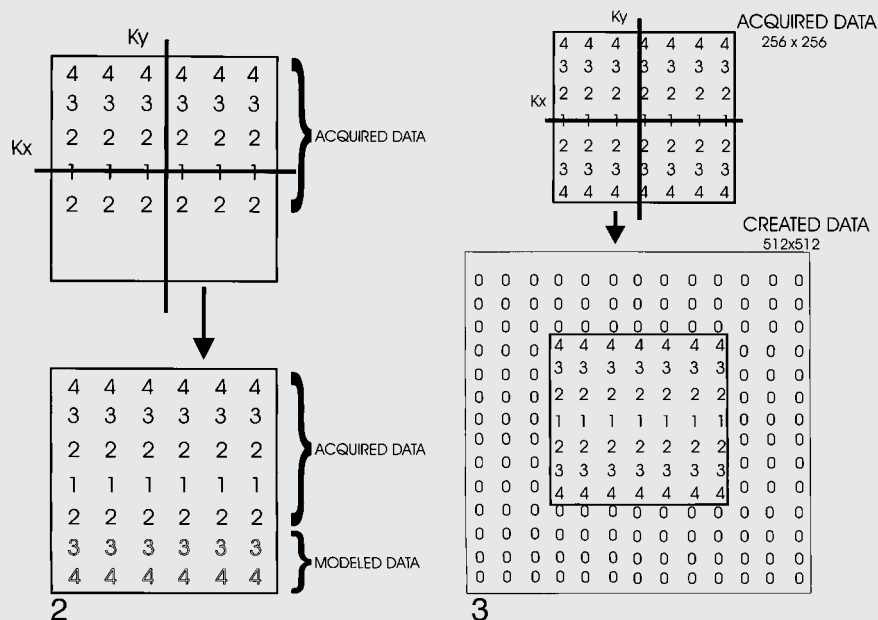 Ky
4 4 4 4 4 4
3 3 3 3 3 3
2 2 2 2 2 2
ACQUIRED DATA
Kx
1 1 1 1 1 1
2 2 2 2 2 2
4 4 4 4 4 4
3 3 3 3 3 3
2 2 2 2 2 2
ACQUIRED DATA
1 1 1 1 1 1
2 2 2 2 2 2
3 3 3 3 3 3
MODELED DATA
4 4 4 4 4 4
2
Ky
ACQUIRED DATA
256 x 256
4 4 4 4 4 4 4
3 3 3 3 3 3 3
Kx
2 2 2 2 2 2 2
1 1 1 1 1 1 1
2 2 2 2 2 2 2
3 3 3 3 3 3 3
4 4 4 4 4 4 4
CREATED DATA
512x512
0 0 0 0 0 0 0 0 0 0 0 0 0
0 0 0 0 0 0 0 0 0 0 0 0 0
0 0 0 0 0 0 0 0 0 0 0 0 0
0 0 0 4 4 4 4 4 4 4 0 0 0
0 0 0 3 3 3 3 3 3 3 0 0 0
0 0 0 2 2 2 2 2 2 2 0 0 0
0 0 0 1 1 1 1 1 1 1 0 0 0
0 0 0 2 2 2 2 2 2 2 0 0 0
0 0 0 3 3 3 3 3 3 3 0 0 0
0 0 0 4 4 4 4 4 4 4 0 0 0
0 0 0 0 0 0 0 0 0 0 0 0 0
0 0 0 0 0 0 0 0 0 0 0 0 0
0 0 0 0 0 0 0 0 0 0 0 0 0
0 0 0 0 0 0 0 0 0 0 0 0 0
3